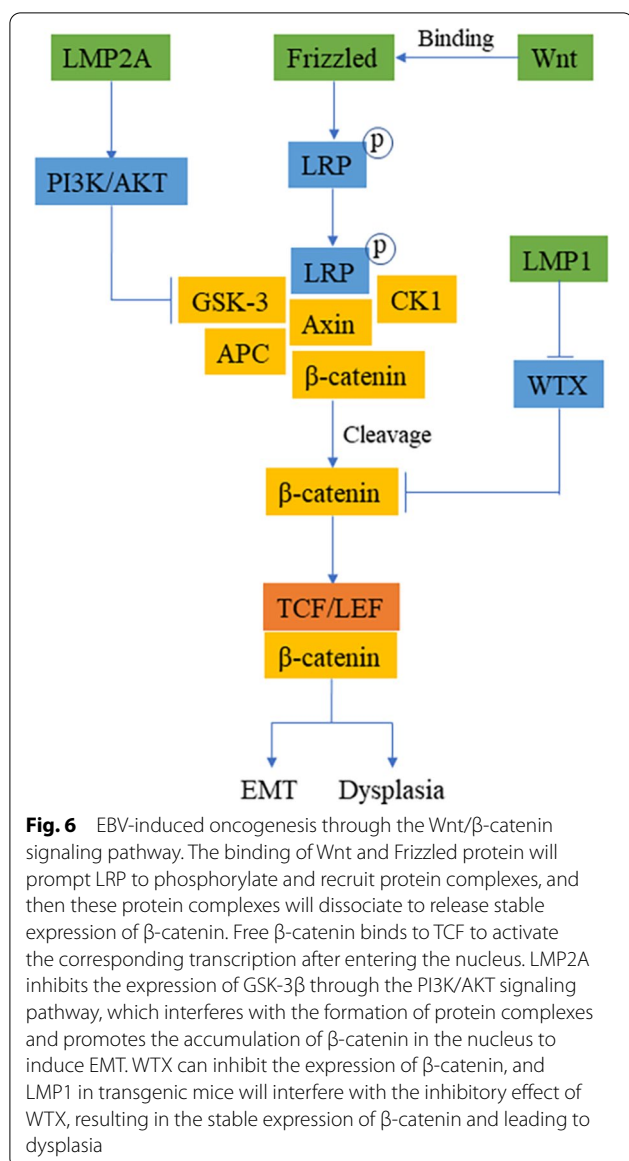 LMP2A
Frizzled
Binding
Wnt
PI3K/AKT
LRP
p
LRP
p
LMP1
GSK-3
CK1
Axin
APC
β-catenin
WTX
Cleavage
β-catenin
TCF/LEF
β-catenin
EMT
Dysplasia
Fig. 6 EBV-induced oncogenesis through the Wnt/β-catenin
signaling pathway. The binding of Wnt and Frizzled protein will
prompt LRP to phosphorylate and recruit protein complexes, and
then these protein complexes will dissociate to release stable
expression of β-catenin. Free β-catenin binds to TCF to activate
the corresponding transcription after entering the nucleus. LMP2A
inhibits the expression of GSK-3β through the PI3K/AKT signaling
pathway, which interferes with the formation of protein complexes
and promotes the accumulation of β-catenin in the nucleus to
induce EMT. WTX can inhibit the expression of β-catenin, and
LMP1 in transgenic mice will interfere with the inhibitory effect of
WTX, resulting in the stable expression of β-catenin and leading to
dysplasia